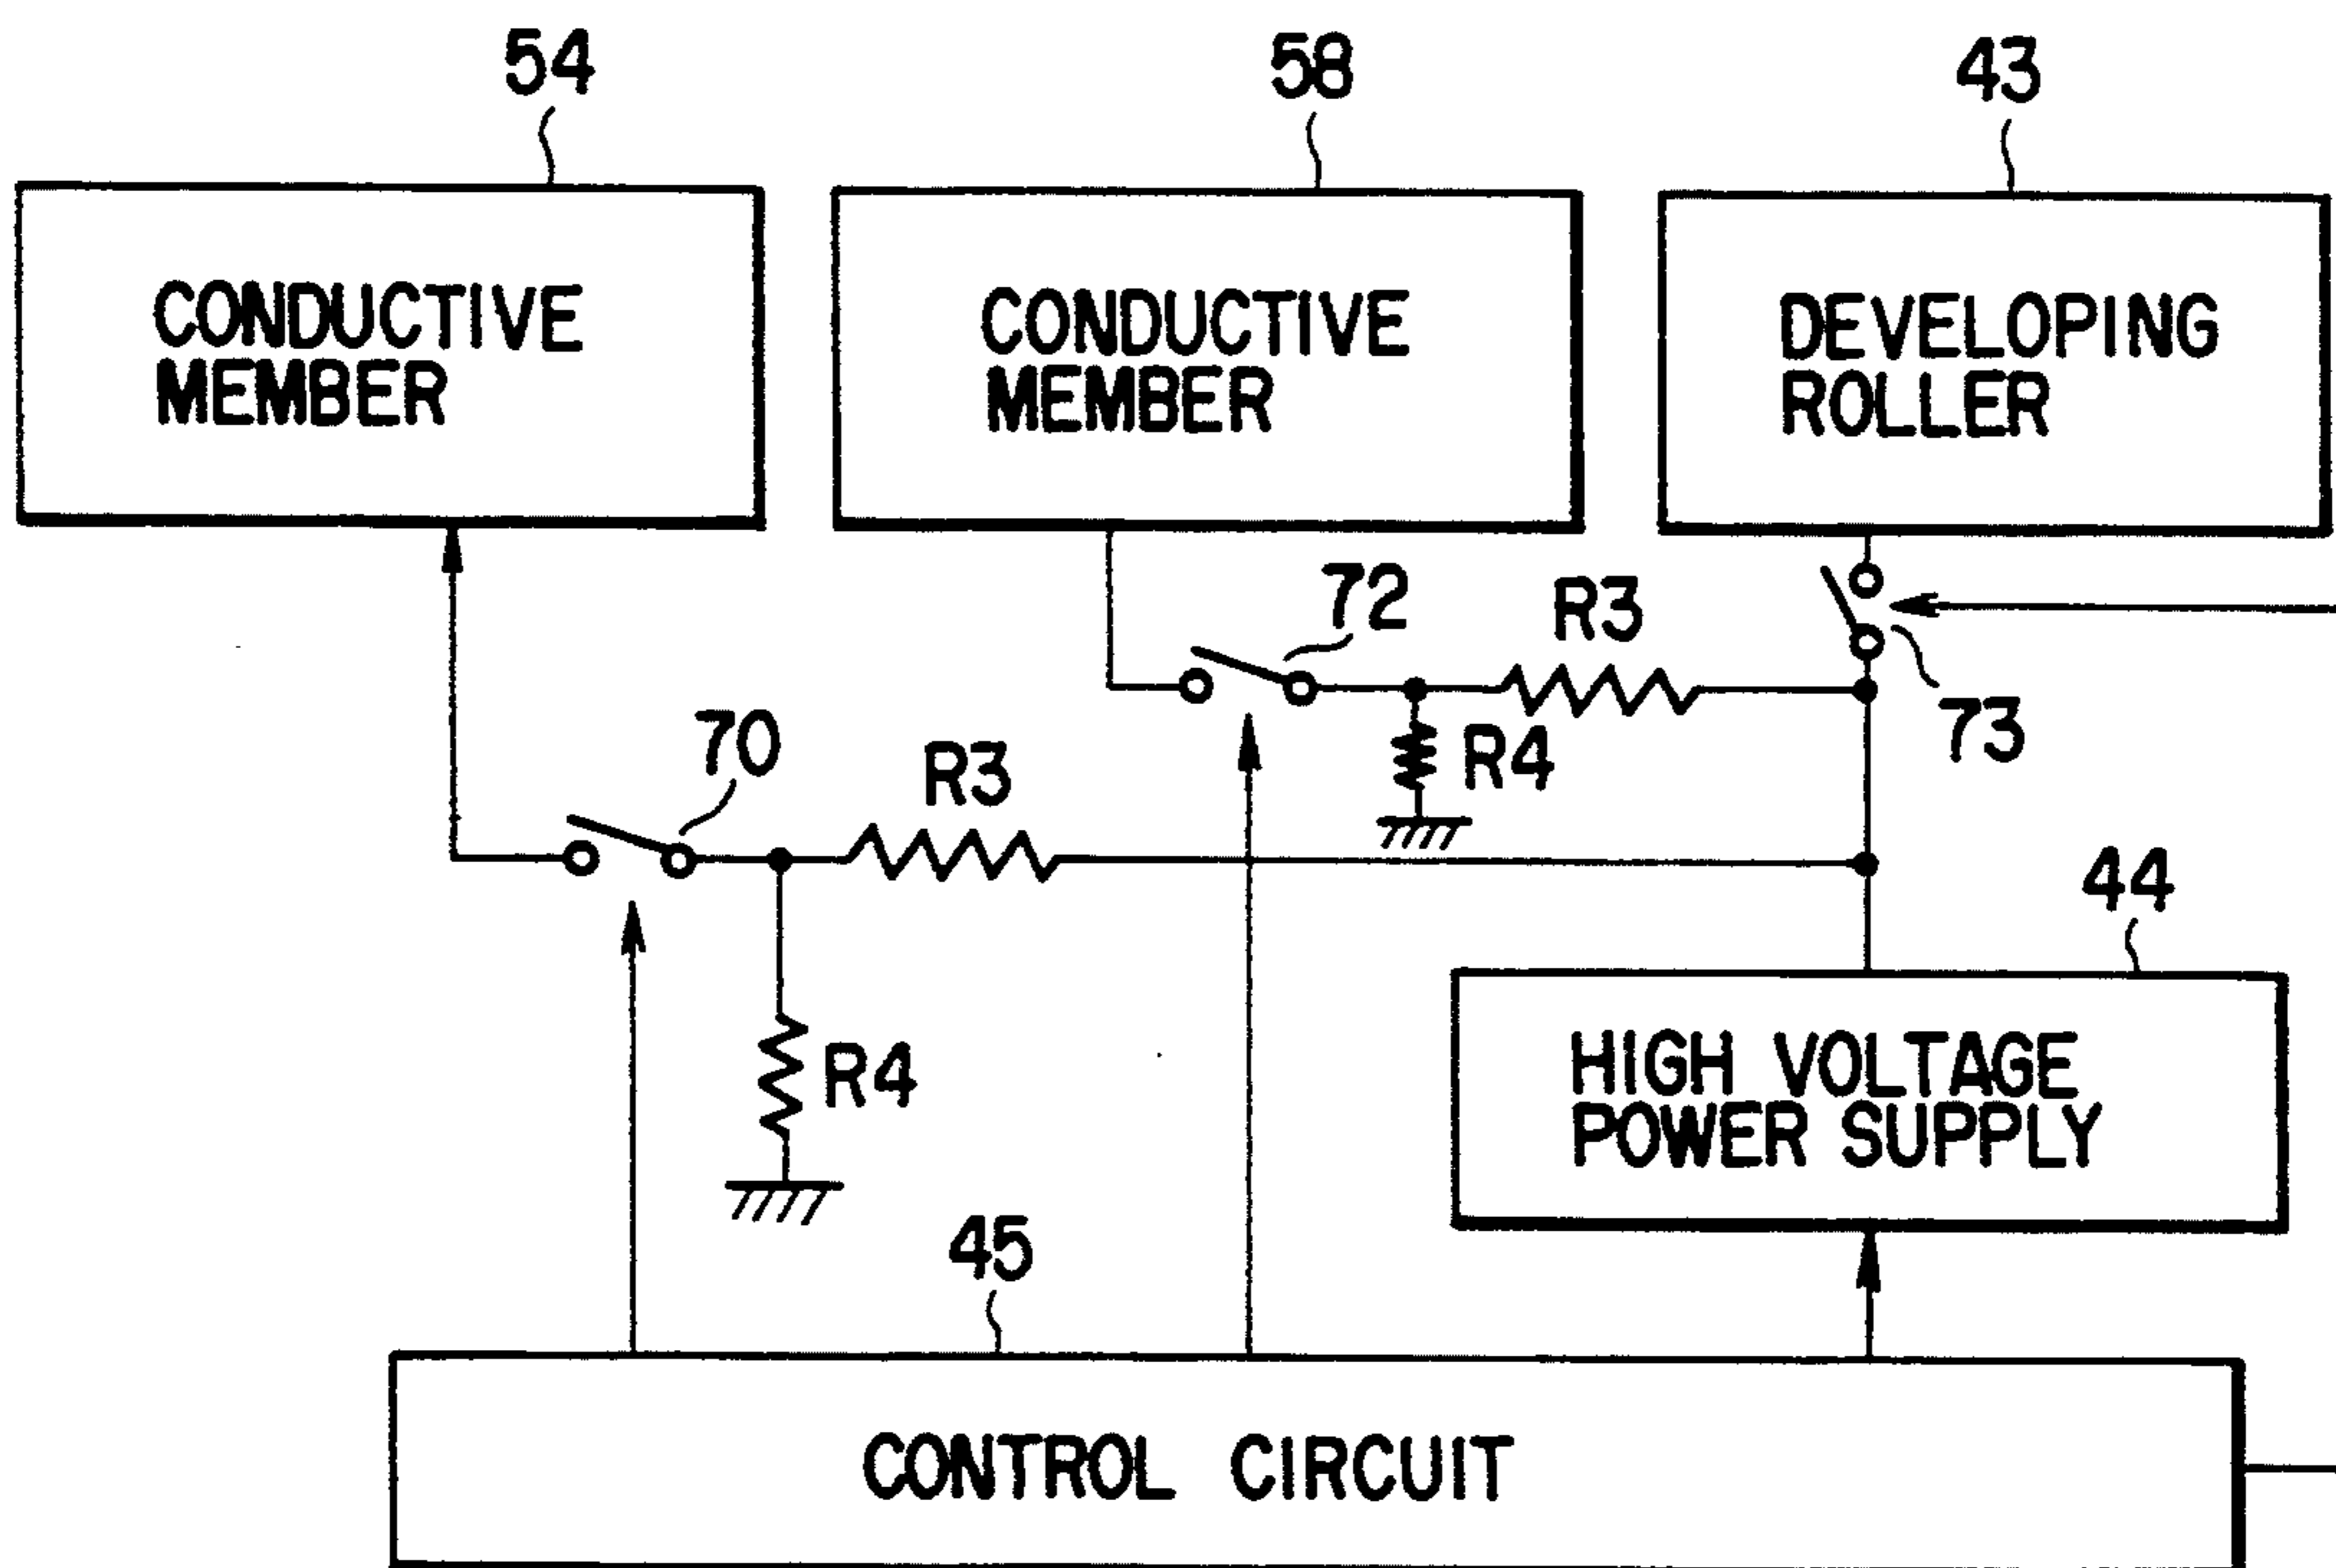 54
58
43
CONDUCTIVE
MEMBER
CONDUCTIVE
MEMBER
DEVELOPING
ROLLER
72
R3
73
R4
70
R3
44
R4
HIGH VOLTAGE
POWER SUPPLY
45
CONTROL CIRCUIT